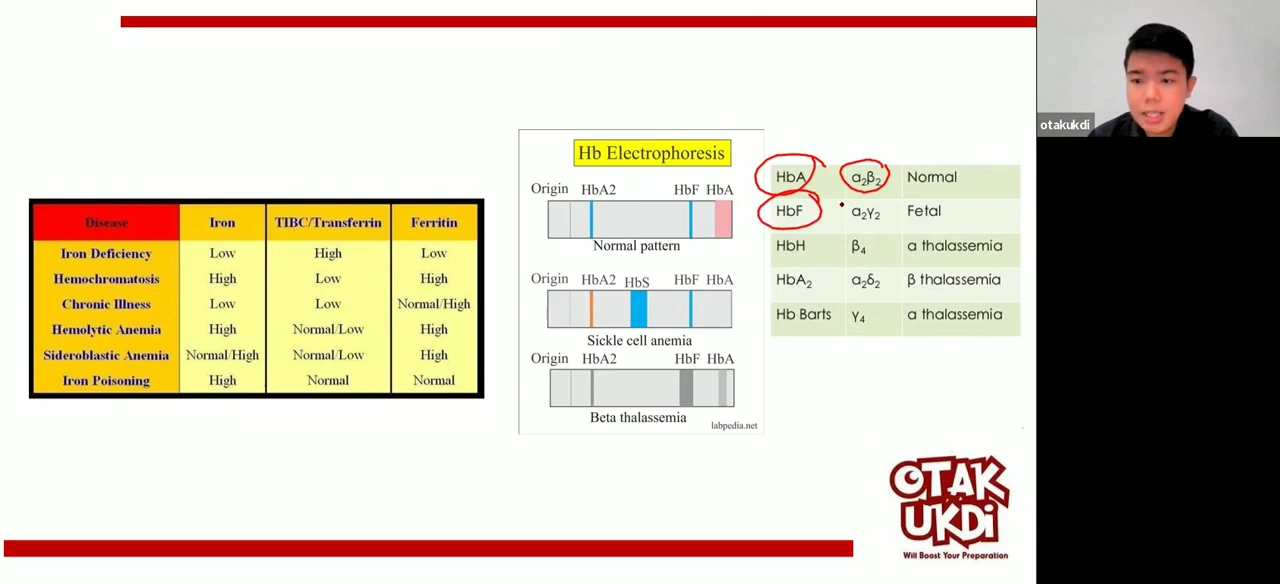 Disease Iron TIBC/Transferrin Ferritin
Iron Deficiency Low High Low
Hemochromatosis High Low High
Chronic Illness Low Low Normal/High
Hemolytic Anemia High Normal/Low High
Sideroblastic Anemia Normal/High Normal/Low High
Iron Poisoning High Normal Normal
Hb Electrophoresis
Origin HbA2 HbF HbA
Normal pattern
Origin HbA2 HbS HbF HbA
Sickle cell anemia
Origin HbA2 HbF HbA
Beta thalassemia
labpedia.net
HbA α₂β₂ Normal
HbF α₂γ₂ Fetal
HbH β₄ α thalassemia
HbA₂ α₂δ₂ β thalassemia
Hb Barts γ₄ α thalassemia
OTAK
UKDi
Will Boost Your Preparation
otakukdi